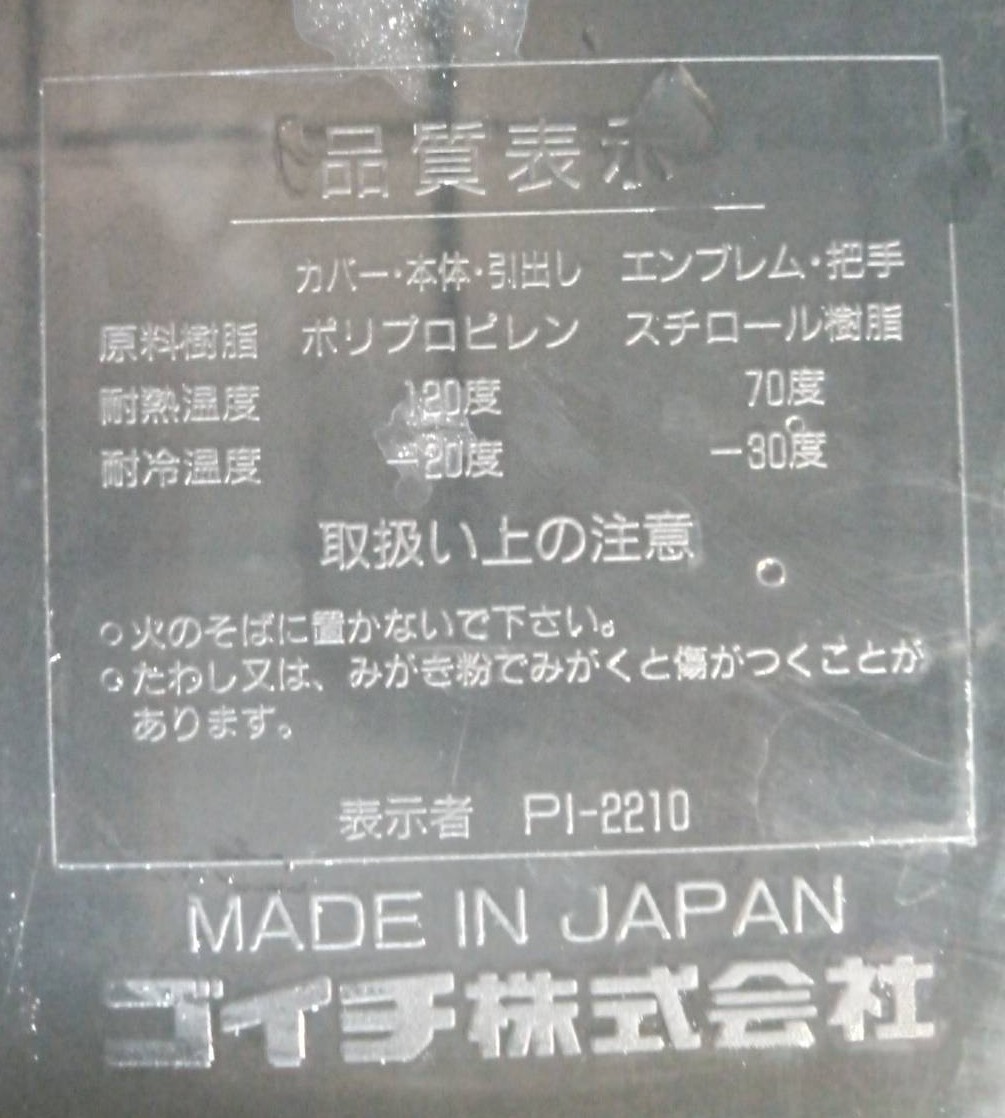 品質表示
カバー・本体・引出し エンブレム・把手
原料樹脂 ポリプロピレン スチロール樹脂
耐熱温度 120度 70度
耐冷温度 -20度 -30度
取扱い上の注意
○火のそばに置かないで下さい。
○たわし又は、みがき粉でみがくと傷がつくことが
あります。
表示者 PI-2210
MADE IN JAPAN
ゴイチ株式会社